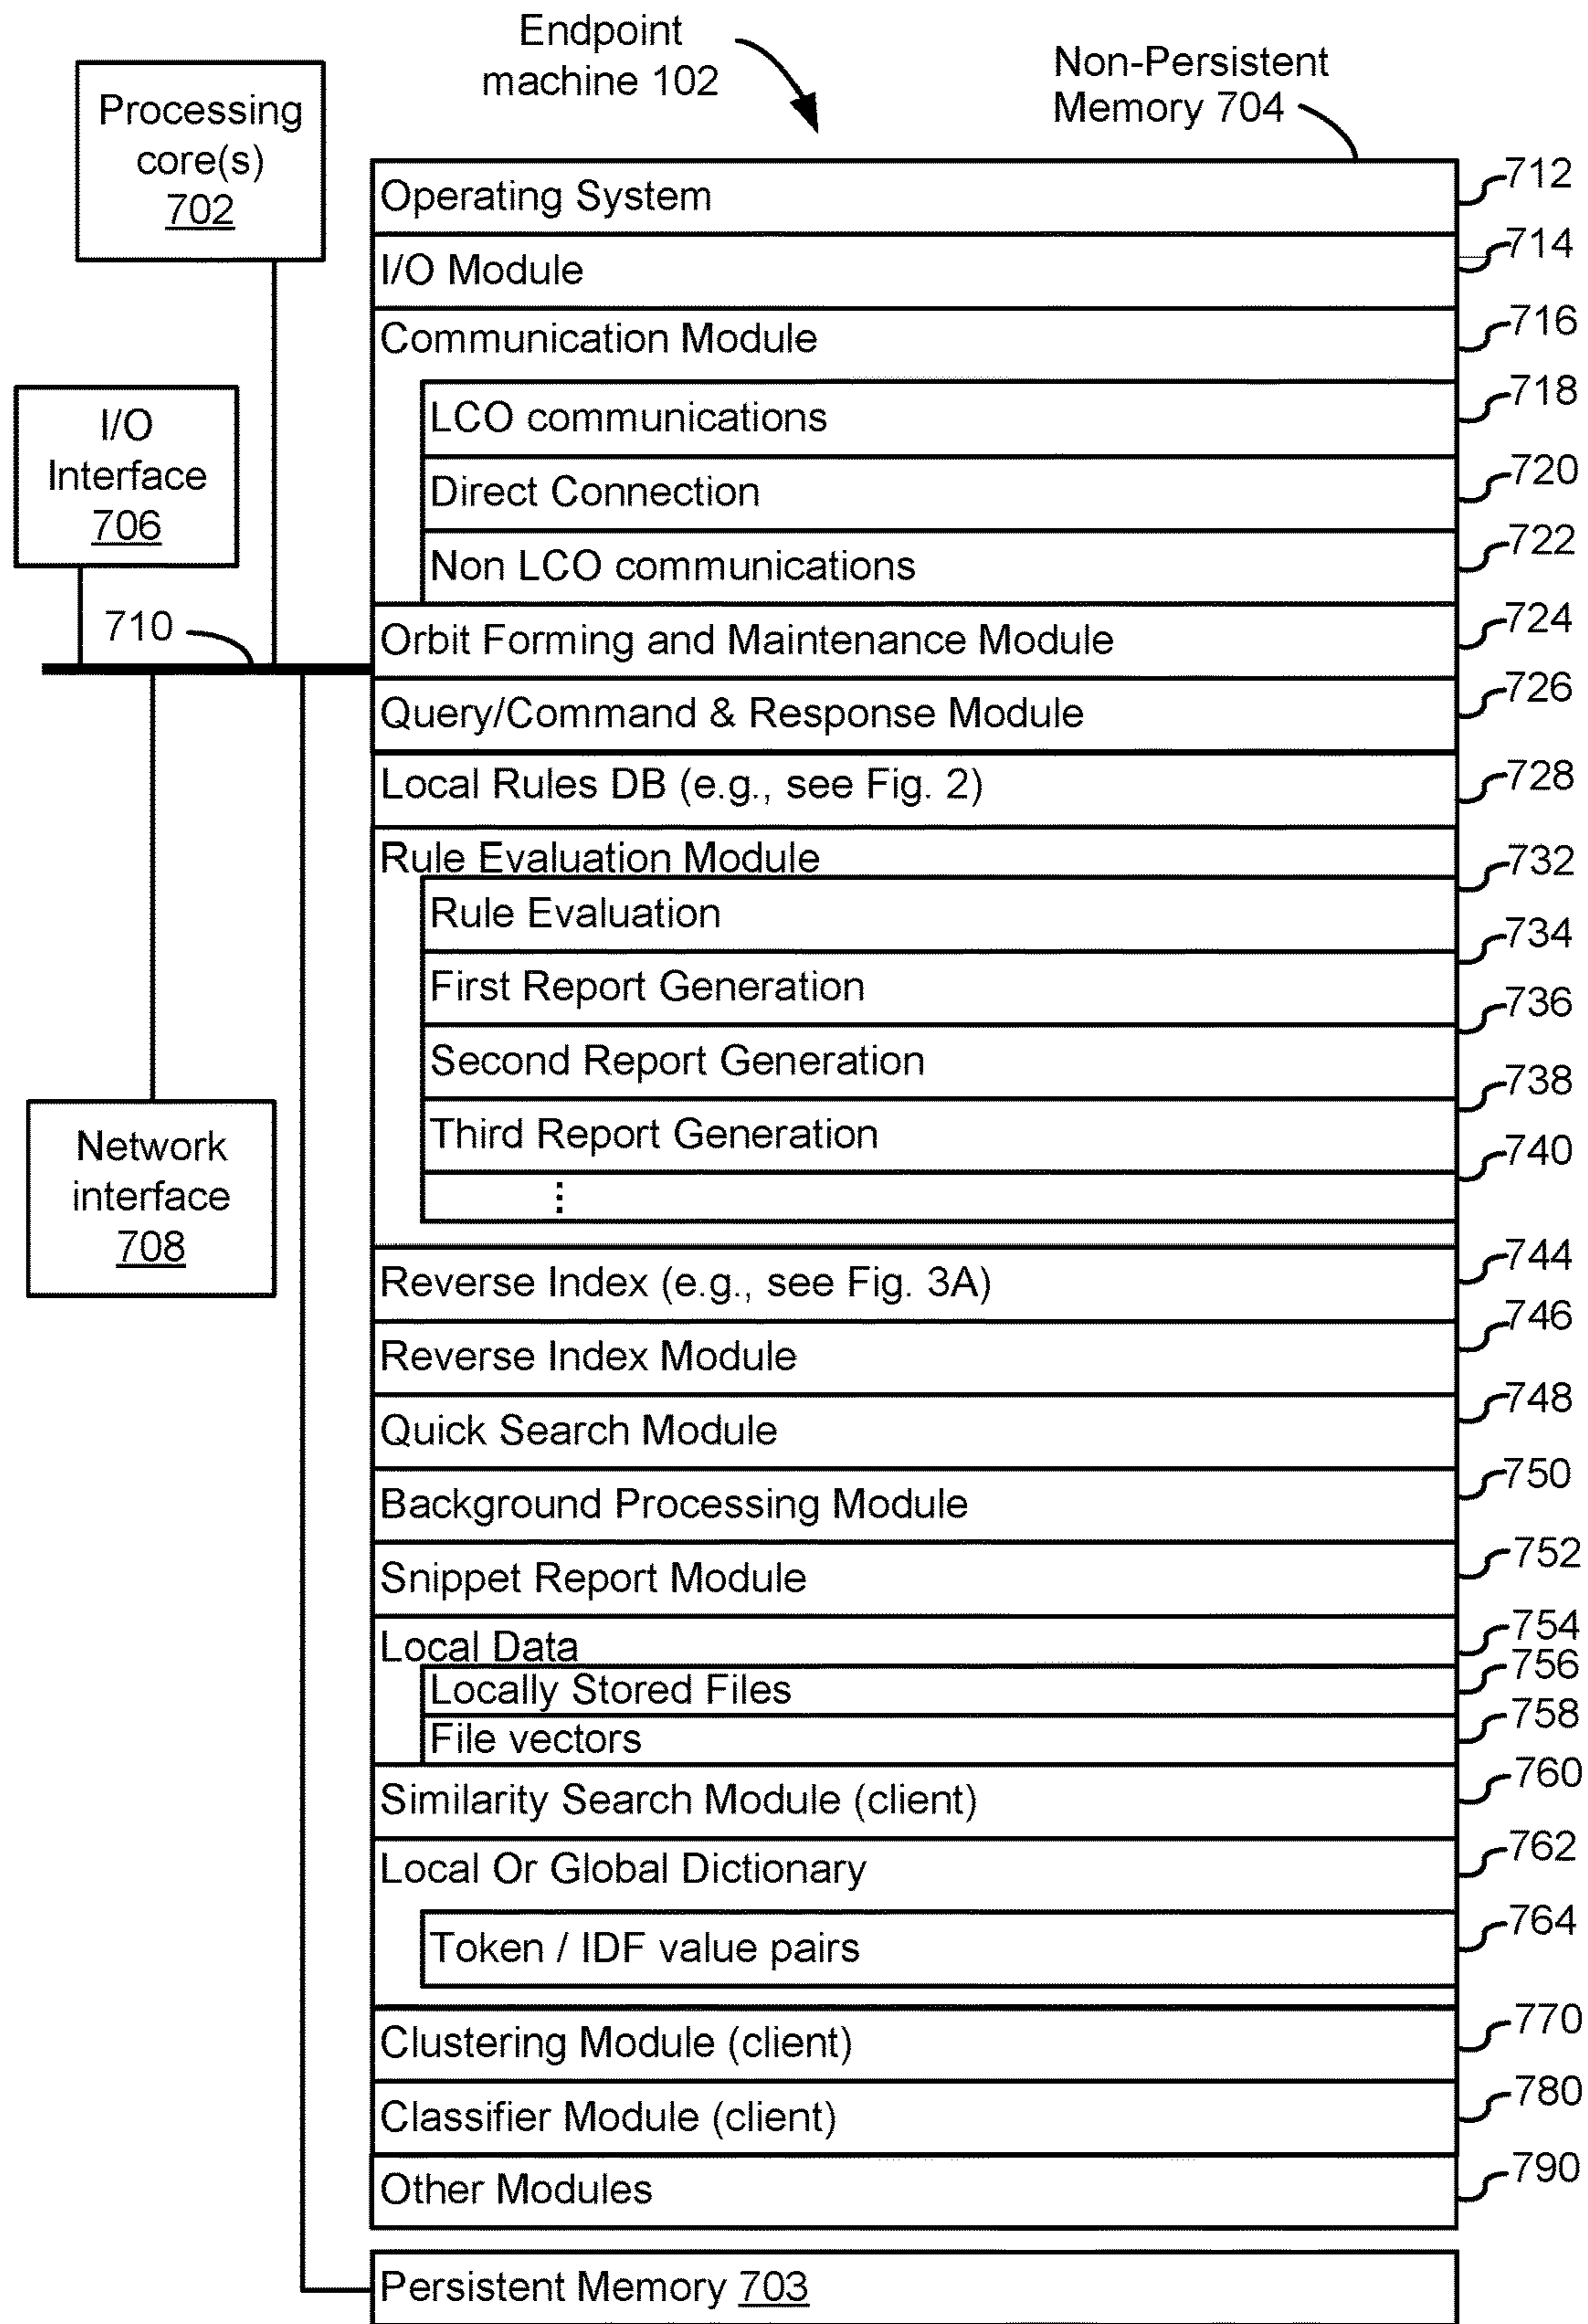 Endpoint
machine 102
Non-Persistent
Memory 704
Processing
core(s)
702
I/O
Interface
706
710
Network
interface
708
Operating System
712
I/O Module
714
Communication Module
716
LCO communications
718
Direct Connection
720
Non LCO communications
722
Orbit Forming and Maintenance Module
724
Query/Command & Response Module
726
Local Rules DB (e.g., see Fig. 2)
728
Rule Evaluation Module
732
Rule Evaluation
734
First Report Generation
736
Second Report Generation
738
Third Report Generation
740
⋮
Reverse Index (e.g., see Fig. 3A)
744
Reverse Index Module
746
Quick Search Module
748
Background Processing Module
750
Snippet Report Module
752
Local Data
754
Locally Stored Files
756
File vectors
758
Similarity Search Module (client)
760
Local Or Global Dictionary
762
Token / IDF value pairs
764
Clustering Module (client)
770
Classifier Module (client)
780
Other Modules
790
Persistent Memory 703